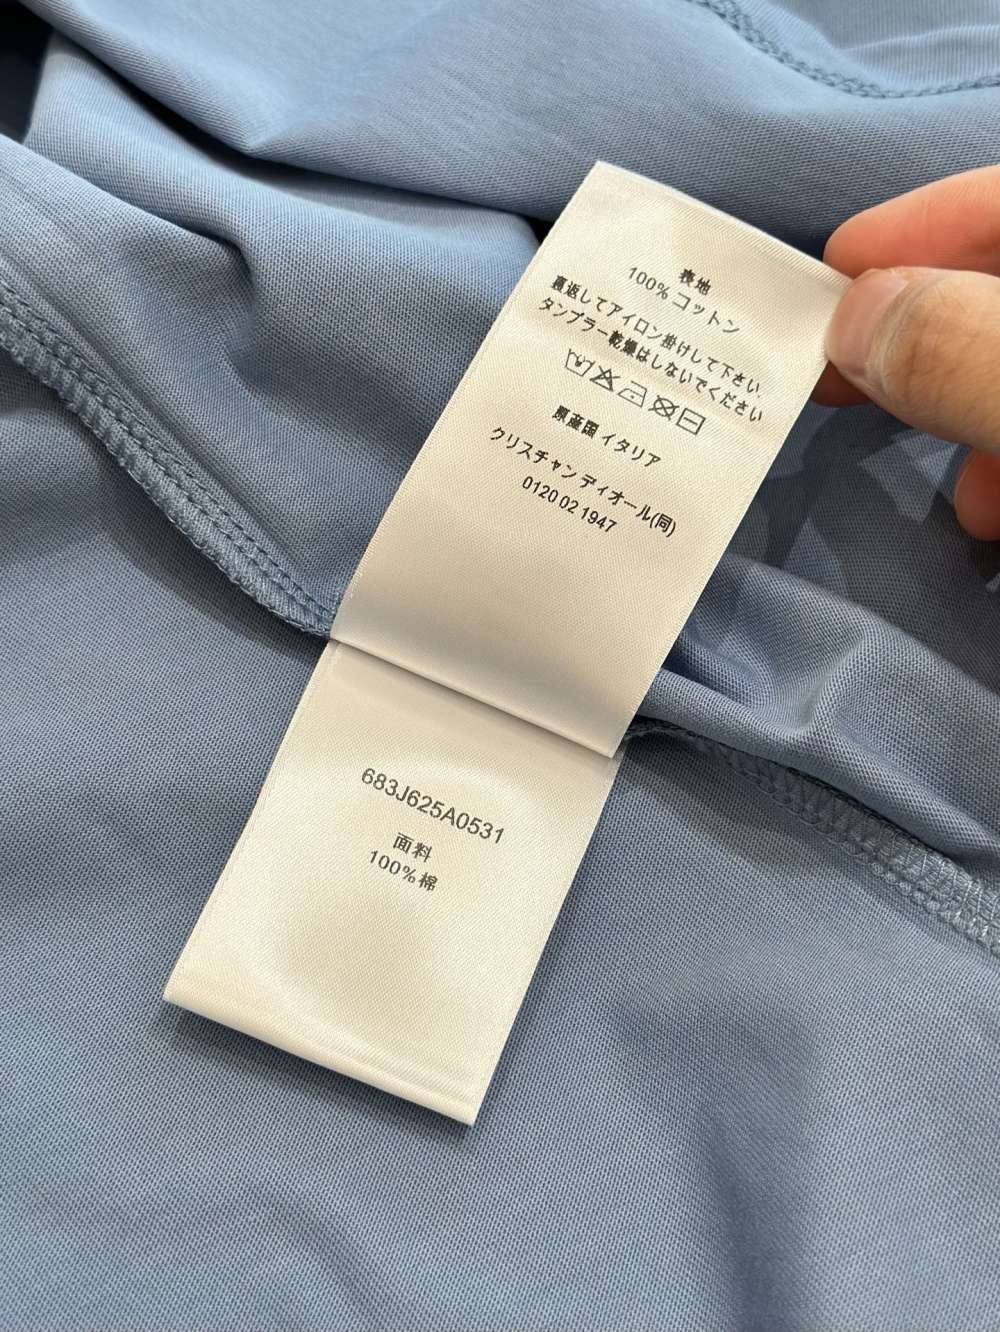 表地
100% コットン
裏返してアイロン掛けして下さい
タンブラー乾燥はしないでください
原産国 イタリア
クリスチャン ディオール(同)
0120 02 1947
683J625A0531
面料
100%棉